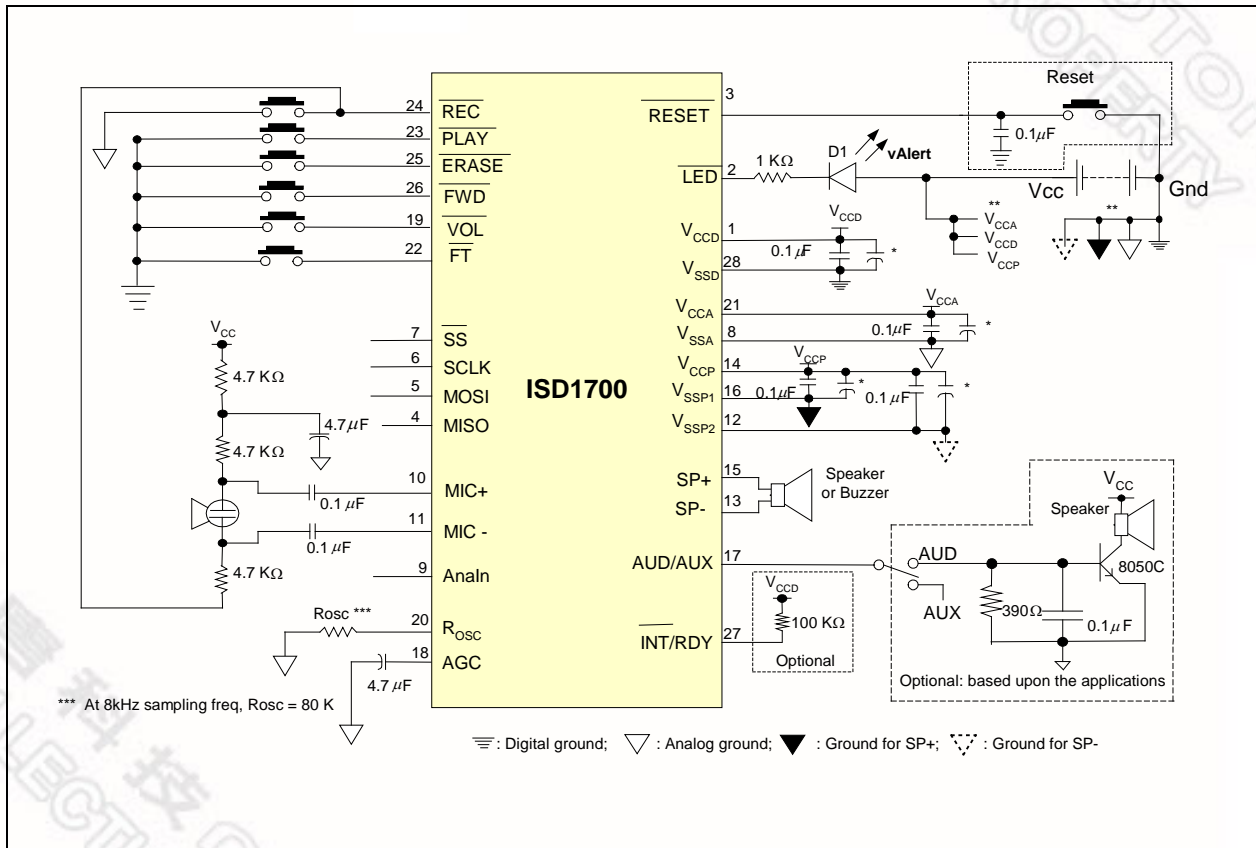 Reset
24
REC
23
PLAY
25
ERASE
26
FWD
19
VOL
22
FT
7
SS
6
SCLK
5
MOSI
4
MISO
10
MIC+
11
MIC -
9
AnaIn
20
ROSC
18
AGC
ISD1700
3
RESET
2
LED
1
VCCD
28
VSSD
21
VCCA
8
VSSA
14
VCCP
16
VSSP1
12
VSSP2
15
SP+
13
SP-
17
AUD/AUX
27
INT/RDY
0.1µF
1 KΩ
D1
vAlert
Vcc
Gnd
**
VCCA
VCCD
VCCP
**
VCCD
0.1µF
*
VCCA
0.1µF
*
VCCP
0.1µF
*
0.1µF
*
Speaker
or Buzzer
VCC
Speaker
8050C
AUD
AUX
390Ω
0.1µF
Optional: based upon the applications
VCCD
100 KΩ
Optional
VCC
4.7 KΩ
4.7µF
4.7 KΩ
0.1µF
0.1µF
4.7 KΩ
Rosc ***
4.7 µF
*** At 8kHz sampling freq, Rosc = 80 K
: Digital ground; : Analog ground; : Ground for SP+; : Ground for SP-